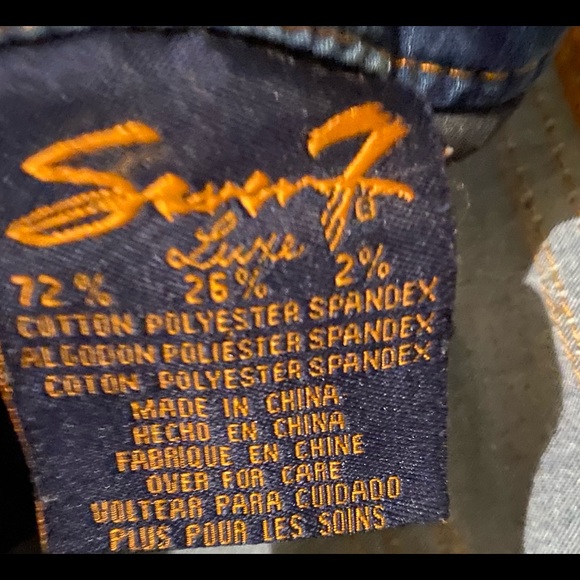 Seven7
Luxe
72% 26% 2%
COTTON POLYESTER SPANDEX
ALGODON POLIESTER SPANDEX
COTON POLYESTER SPANDEX
MADE IN CHINA
HECHO EN CHINA
FABRIQUE EN CHINE
OVER FOR CARE
VOLTEAR PARA CUIDADO
PLUS POUR LES SOINS